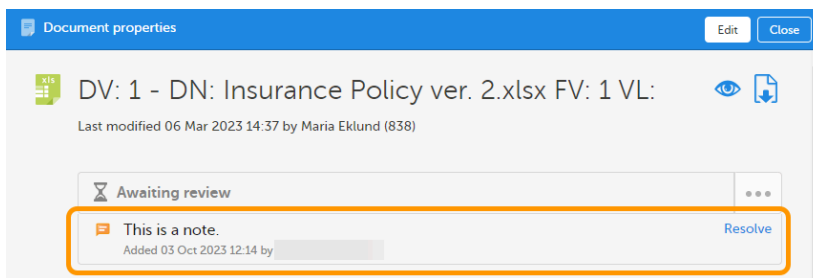 Document properties
Edit
Close
xls
DV: 1 - DN: Insurance Policy ver. 2.xlsx FV: 1 VL:
Last modified 06 Mar 2023 14:37 by Maria Eklund (838)
Awaiting review
This is a note.
Resolve
Added 03 Oct 2023 12:14 by